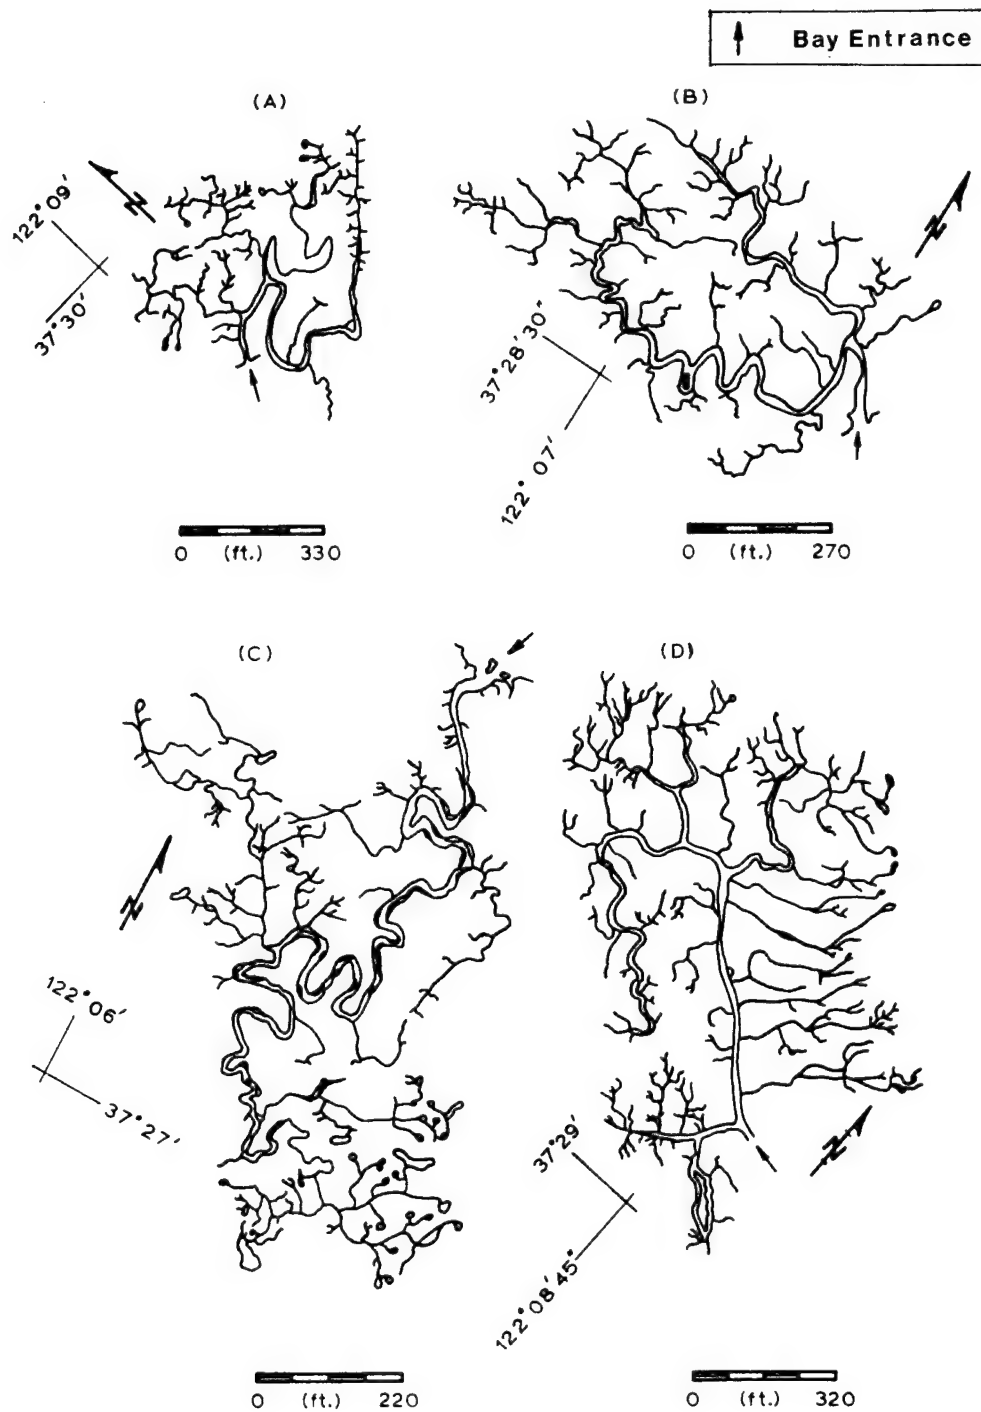 Bay Entrance
(A)
(B)
N
122°09'
37°30'
N
37°28'30"
122°07'
0 (ft.) 330
0 (ft.) 270
(C)
(D)
N
122°06'
37°27'
N
37°29'
122°08'45"
0 (ft.) 220
0 (ft.) 320